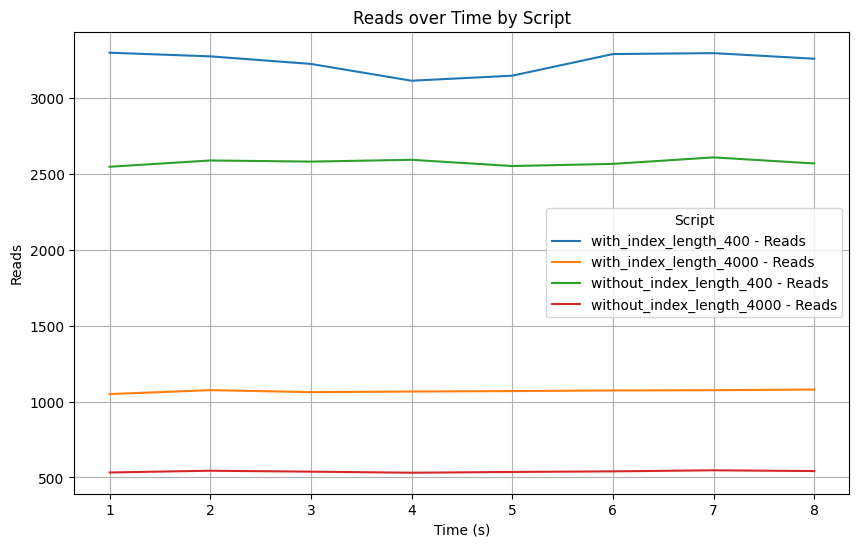 Reads over Time by Script
Reads
3000
2500
2000
1500
1000
500
Script
with_index_length_400 - Reads
with_index_length_4000 - Reads
without_index_length_400 - Reads
without_index_length_4000 - Reads
1 2 3 4 5 6 7 8
Time (s)